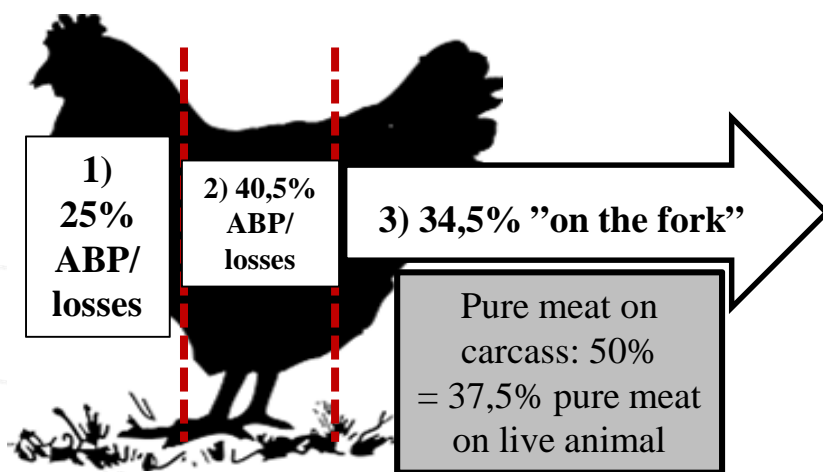 1)
25%
ABP/
losses
2) 40,5%
ABP/
losses
3) 34,5% ”on the fork”
Pure meat on
carcass: 50%
= 37,5% pure meat
on live animal